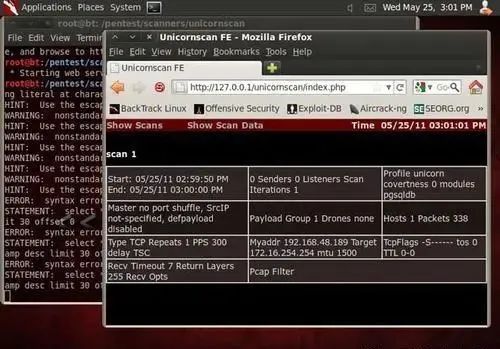 Applications Places System
Wed May 25, 3:01 PM
root@bt: /pentest/scanners/unicornscan
File Edit View Termin
e, and browse to htt
root@bt:/pentest/sca
* Starting web serve
root@bt:/pentest/sca
ng literal at charac
HINT: Use the escap
WARNING: nonstandar
HINT: Use the escap
WARNING: nonstandar
HINT: Use the escap
WARNING: nonstandar
HINT: Use the escap
WARNING: nonstandar
HINT: Use the escap
ERROR: syntax error
STATEMENT: select *
it 30 offset 0
ERROR: syntax error
STATEMENT: select *
amp desc limit 30 of
ERROR: syntax error
STATEMENT: select *
amp desc limit 30 of
Unicornscan FE - Mozilla Firefox
File Edit View History Bookmarks Tools Help
Unicornscan FE
http://127.0.0.1/unicornscan/index.php
Google
BackTrack Linux Offensive Security Exploit-DB Aircrack-ng SEORG.org »
Show Scans Show Scan Data Time 05/25/11 03:01:01 PM
scan 1
Start: 05/25/11 02:59:50 PM
End: 05/25/11 03:00:00 PM
0 Senders 0 Listeners Scan
Iterations 1
Profile unicorn
covertness 0 modules
pgsqldb
Master no port shuffle, SrcIP
not-specified, defpayload
disabled
Payload Group 1 Drones none
Hosts 1 Packets 338
Type TCP Repeats 1 PPS 300
delay TSC
Myaddr 192.168.48.189 Target
172.16.254.254 mtu 1500
TcpFlags -S------ tos 0
TTL 0-0
Recv Timeout 7 Return Layers
255 Recv Opts
Pcap Filter